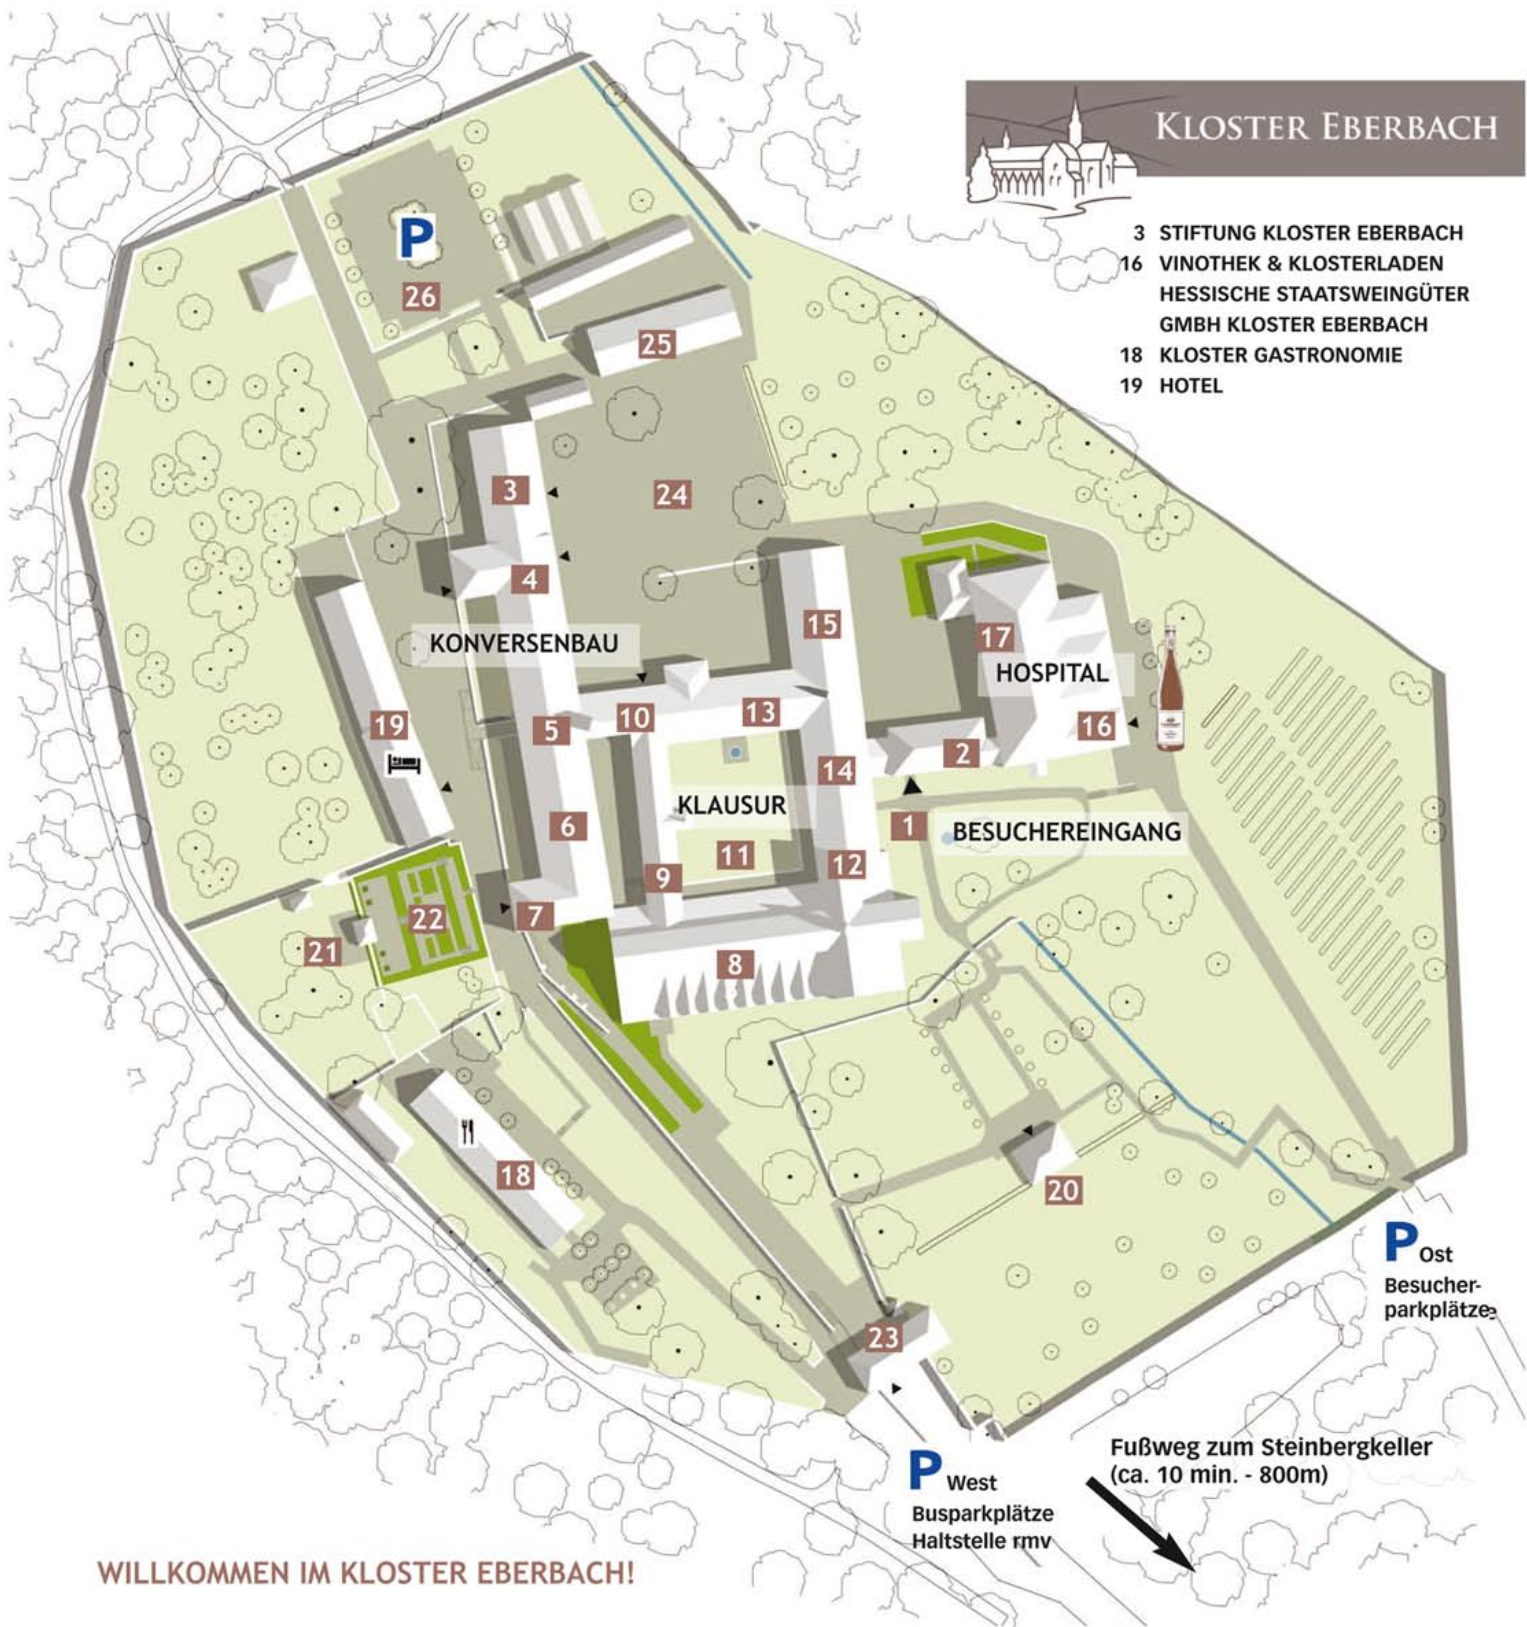 KLOSTER EBERBACH
3 STIFTUNG KLOSTER EBERBACH
16 VINOTHEK & KLOSTERLADEN
HESSISCHE STAATSWEINGÜTER
GMBH KLOSTER EBERBACH
18 KLOSTER GASTRONOMIE
19 HOTEL
P
26
25
3
24
4
15
17
KONVERSENBAU
HOSPITAL
19
5
10
13
16
2
14
KLAUSUR
6
1
BESUCHEREINGANG
11
12
9
7
22
21
8
18
20
P Ost
Besucher-
parkplätze
23
P West
Busparkplätze
Haltstelle rmv
Fußweg zum Steinbergkeller
(ca. 10 min. - 800m)
WILLKOMMEN IM KLOSTER EBERBACH!